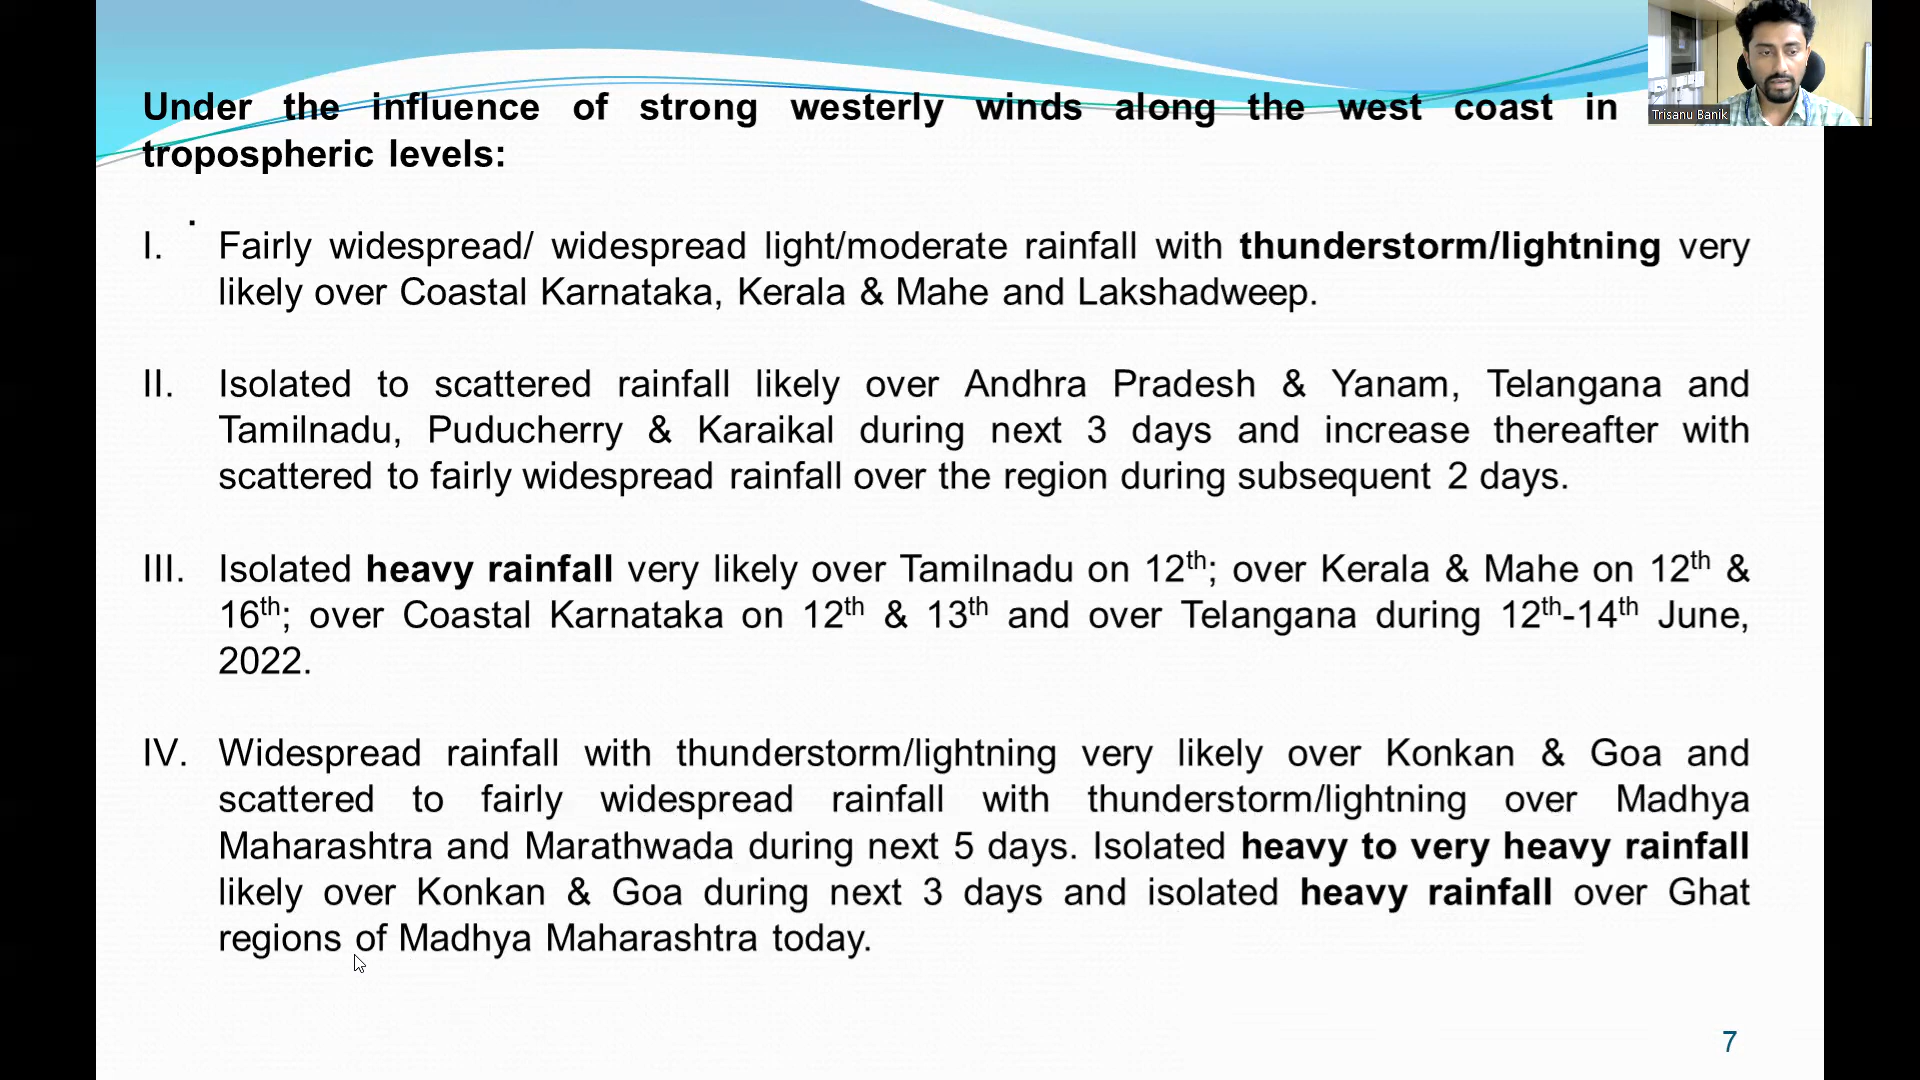 Under the influence of strong westerly winds along the west coast in
tropospheric levels:
Trisanu Banik
.
I. Fairly widespread/ widespread light/moderate rainfall with thunderstorm/lightning very
likely over Coastal Karnataka, Kerala & Mahe and Lakshadweep.
II. Isolated to scattered rainfall likely over Andhra Pradesh & Yanam, Telangana and
Tamilnadu, Puducherry & Karaikal during next 3 days and increase thereafter with
scattered to fairly widespread rainfall over the region during subsequent 2 days.
III. Isolated heavy rainfall very likely over Tamilnadu on 12th; over Kerala & Mahe on 12th &
16th; over Coastal Karnataka on 12th & 13th and over Telangana during 12th-14th June,
2022.
IV. Widespread rainfall with thunderstorm/lightning very likely over Konkan & Goa and
scattered to fairly widespread rainfall with thunderstorm/lightning over Madhya
Maharashtra and Marathwada during next 5 days. Isolated heavy to very heavy rainfall
likely over Konkan & Goa during next 3 days and isolated heavy rainfall over Ghat
regions of Madhya Maharashtra today.
7